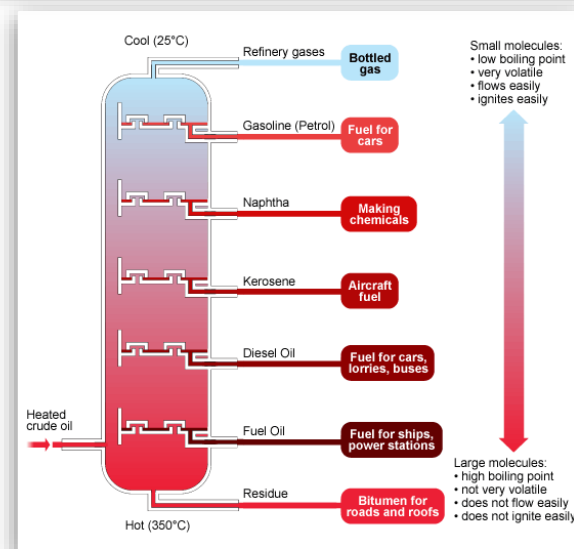 Cool (25°C)
Refinery gases
Bottled
gas
Small molecules:
• low boiling point
• very volatile
• flows easily
• ignites easily
Gasoline (Petrol)
Fuel for
cars
Naphtha
Making
chemicals
Kerosene
Aircraft
fuel
Diesel Oil
Fuel for cars,
lorries, buses
Heated
crude oil
Fuel Oil
Fuel for ships,
power stations
Large molecules:
• high boiling point
• not very volatile
• does not flow easily
• does not ignite easily
Residue
Bitumen for
roads and roofs
Hot (350°C)